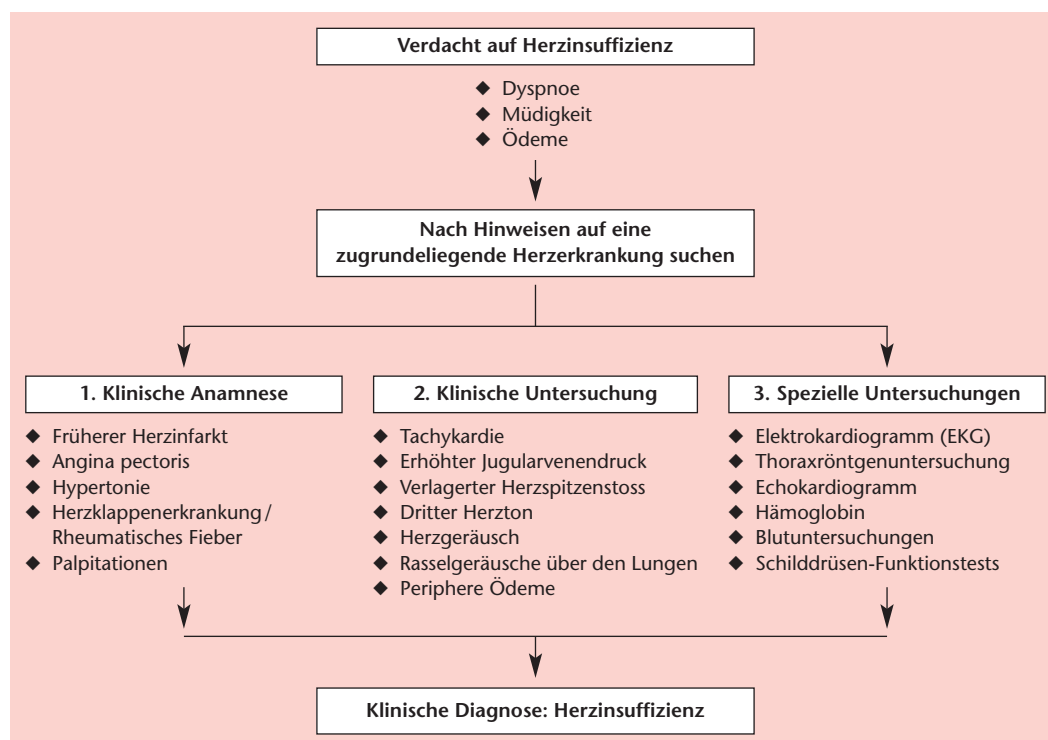 Verdacht auf Herzinsuffizienz
◆ Dyspnoe
◆ Müdigkeit
◆ Ödeme
Nach Hinweisen auf eine
zugrundeliegende Herzerkrankung suchen
1. Klinische Anamnese
◆ Früherer Herzinfarkt
◆ Angina pectoris
◆ Hypertonie
◆ Herzklappenerkrankung/
Rheumatisches Fieber
◆ Palpitationen
2. Klinische Untersuchung
◆ Tachykardie
◆ Erhöhter Jugularvenendruck
◆ Verlagerter Herzspitzenstoss
◆ Dritter Herzton
◆ Herzgeräusch
◆ Rasselgeräusche über den Lungen
◆ Periphere Ödeme
3. Spezielle Untersuchungen
◆ Elektrokardiogramm (EKG)
◆ Thoraxröntgenuntersuchung
◆ Echokardiogramm
◆ Hämoglobin
◆ Blutuntersuchungen
◆ Schilddrüsen-Funktionstests
Klinische Diagnose: Herzinsuffizienz